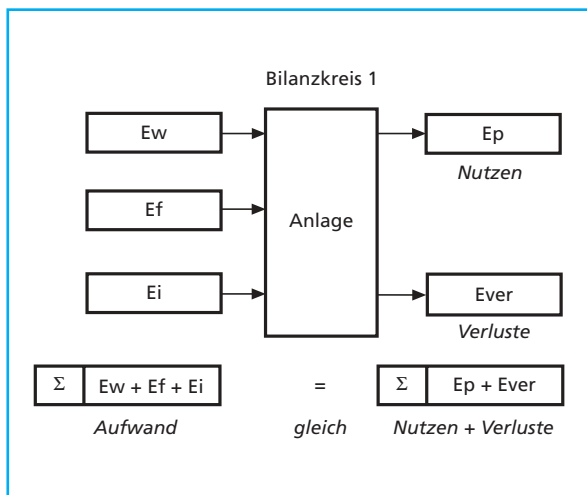 Bilanzkreis 1
Ew
Ep
Nutzen
Ef
Anlage
Ei
Ever
Verluste
Σ Ew + Ef + Ei = Σ Ep + Ever
Aufwand gleich Nutzen + Verluste